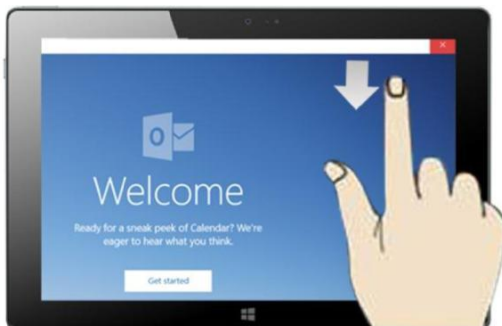 Welcome
Ready for a sneak peek of Calendar? We're
eager to hear what you think.
Get started